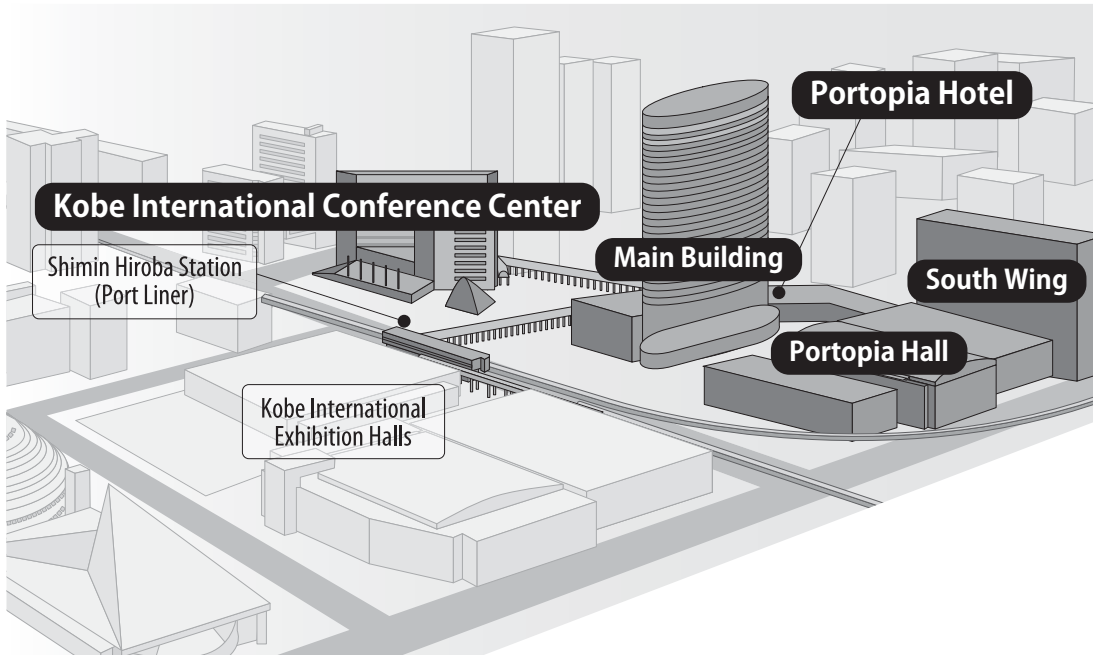 Portopia Hotel
Kobe International Conference Center
Shimin Hiroba Station
(Port Liner)
Main Building
South Wing
Portopia Hall
Kobe International
Exhibition Halls